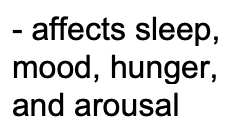 - affects sleep,
mood, hunger,
and arousal